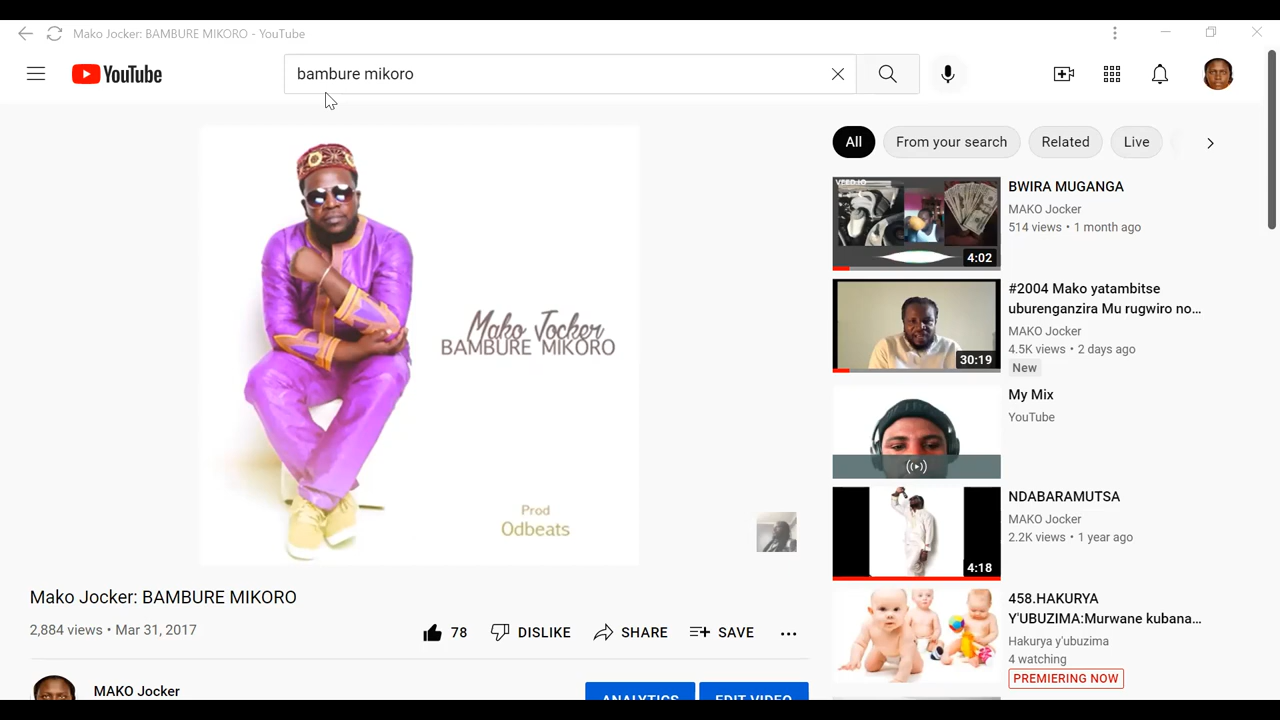 Mako Jocker: BAMBURE MIKORO - YouTube
YouTube
bambure mikoro
Mako Jocker
BAMBURE MIKORO
Prod
Odbeats
Mako Jocker: BAMBURE MIKORO
2,884 views • Mar 31, 2017
78 DISLIKE SHARE SAVE
MAKO Jocker
ANALYTICS EDIT VIDEO
All From your search Related Live
VEED.IO
4:02
BWIRA MUGANGA
MAKO Jocker
514 views • 1 month ago
30:19
#2004 Mako yatambitse
uburenganzira Mu rugwiro no...
MAKO Jocker
4.5K views • 2 days ago
New
My Mix
YouTube
4:18
NDABARAMUTSA
MAKO Jocker
2.2K views • 1 year ago
458.HAKURYA
Y'UBUZIMA:Murwane kubana...
Hakurya y'ubuzima
4 watching
PREMIERING NOW